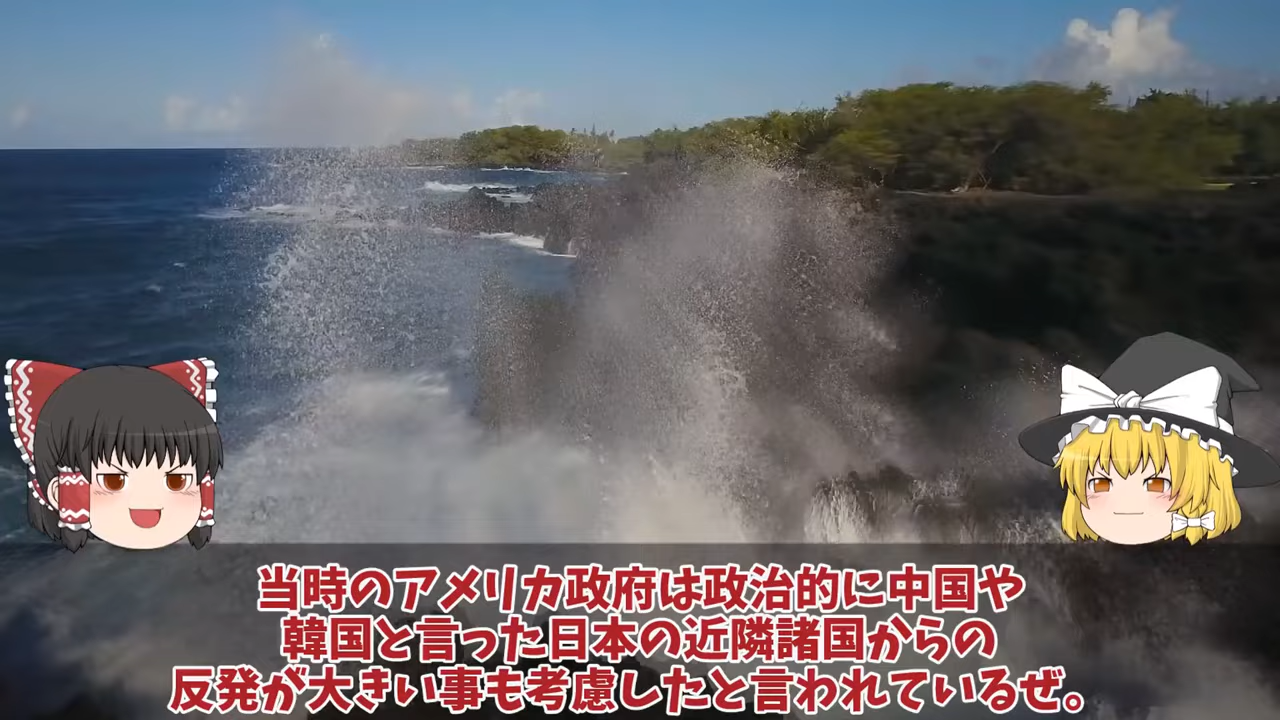 当時のアメリカ政府は政治的に中国や
韓国と言った日本の近隣諸国からの
反発が大きい事も考慮したと言われているぜ。